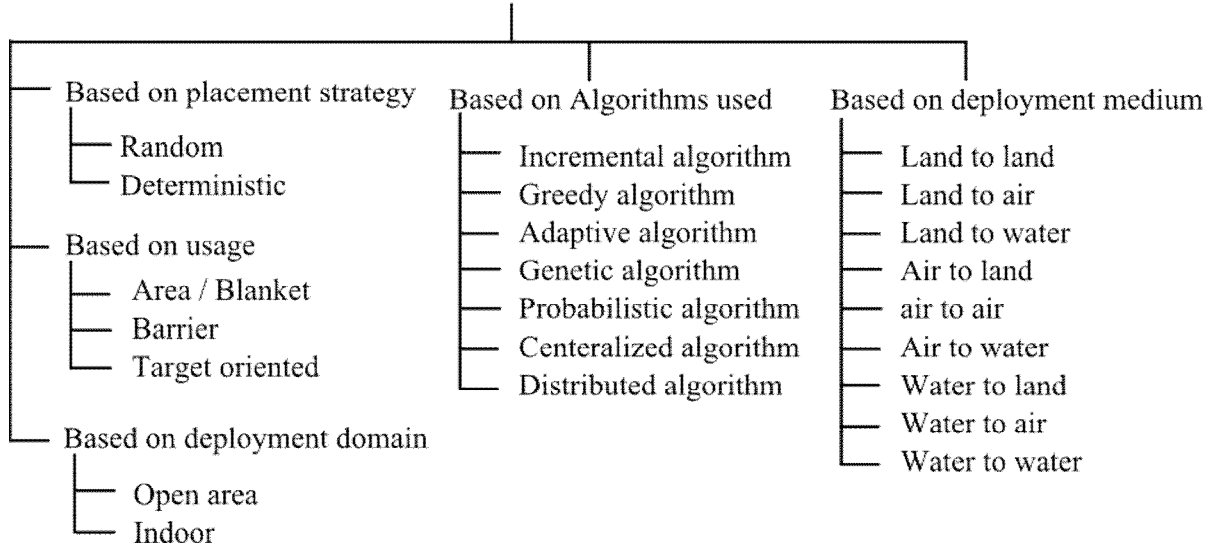 Based on placement strategy
Random
Deterministic
Based on usage
Area / Blanket
Barrier
Target oriented
Based on deployment domain
Open area
Indoor
Based on Algorithms used
Incremental algorithm
Greedy algorithm
Adaptive algorithm
Genetic algorithm
Probabilistic algorithm
Centeralized algorithm
Distributed algorithm
Based on deployment medium
Land to land
Land to air
Land to water
Air to land
air to air
Air to water
Water to land
Water to air
Water to water